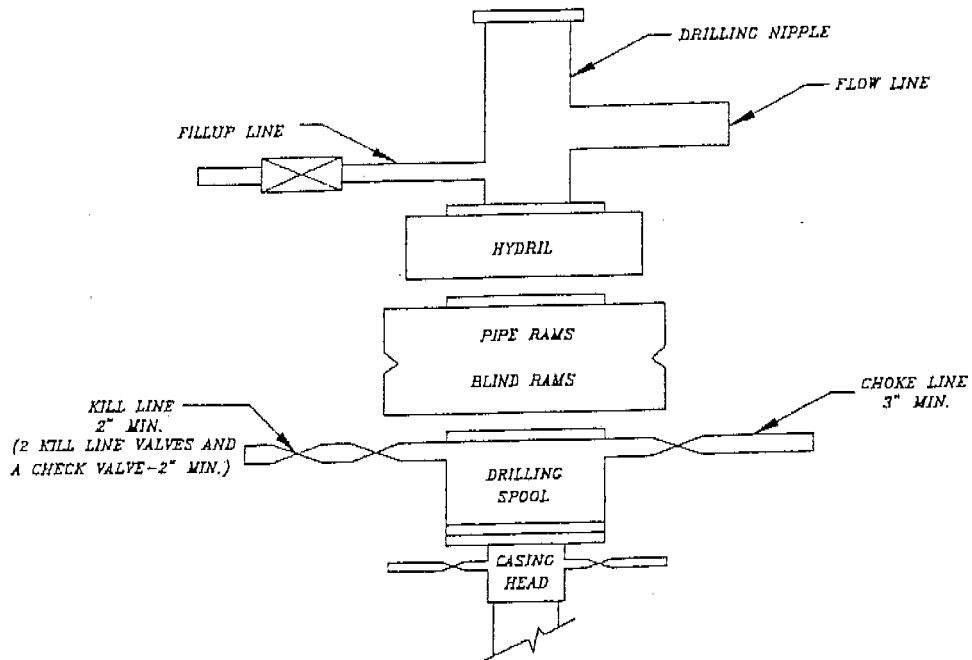 DRILLING NIPPLE
FLOW LINE
FILLUP LINE
HYDRIL
PIPE RAMS
BLIND RAMS
CHOKE LINE
3" MIN.
KILL LINE
2" MIN.
(2 KILL LINE VALVES AND
A CHECK VALVE-2" MIN.)
DRILLING
SPOOL
CASING
HEAD